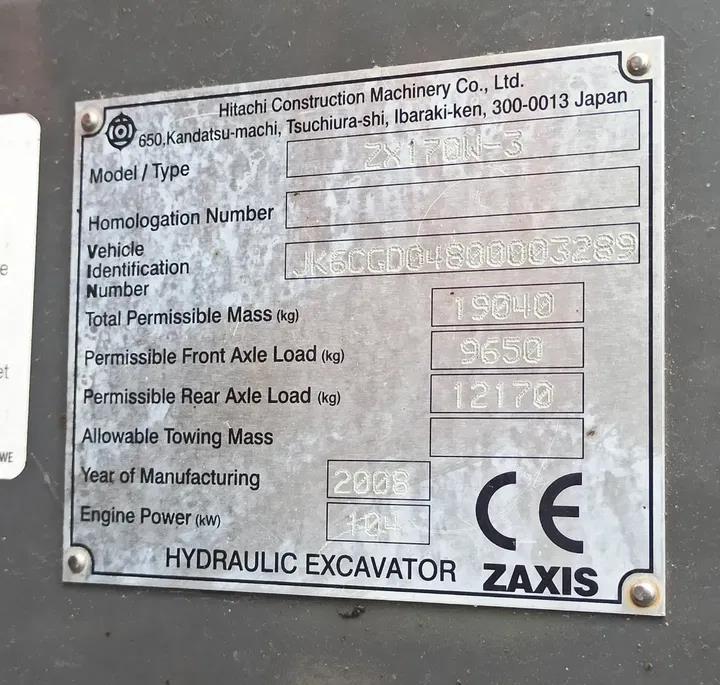 Hitachi Construction Machinery Co., Ltd.
650,Kandatsu-machi, Tsuchiura-shi, Ibaraki-ken, 300-0013 Japan
Model / Type ZX170W-3
Homologation Number
Vehicle
Identification
Number JK6CGD04800003289
Total Permissible Mass (kg) 19040
Permissible Front Axle Load (kg) 9650
Permissible Rear Axle Load (kg) 12170
Allowable Towing Mass
Year of Manufacturing 2008
Engine Power (kW) 104
CE
HYDRAULIC EXCAVATOR ZAXIS